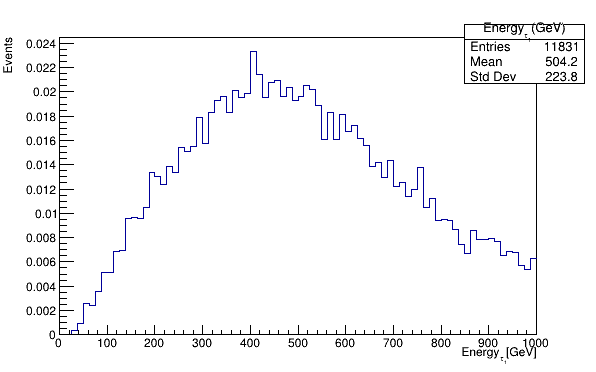 Energy_τ₁ (GeV)
Entries 11831
Mean 504.2
Std Dev 223.8
Events
0.024
0.022
0.02
0.018
0.016
0.014
0.012
0.01
0.008
0.006
0.004
0.002
0
0 100 200 300 400 500 600 700 800 900 1000
Energy_τ₁ [GeV]